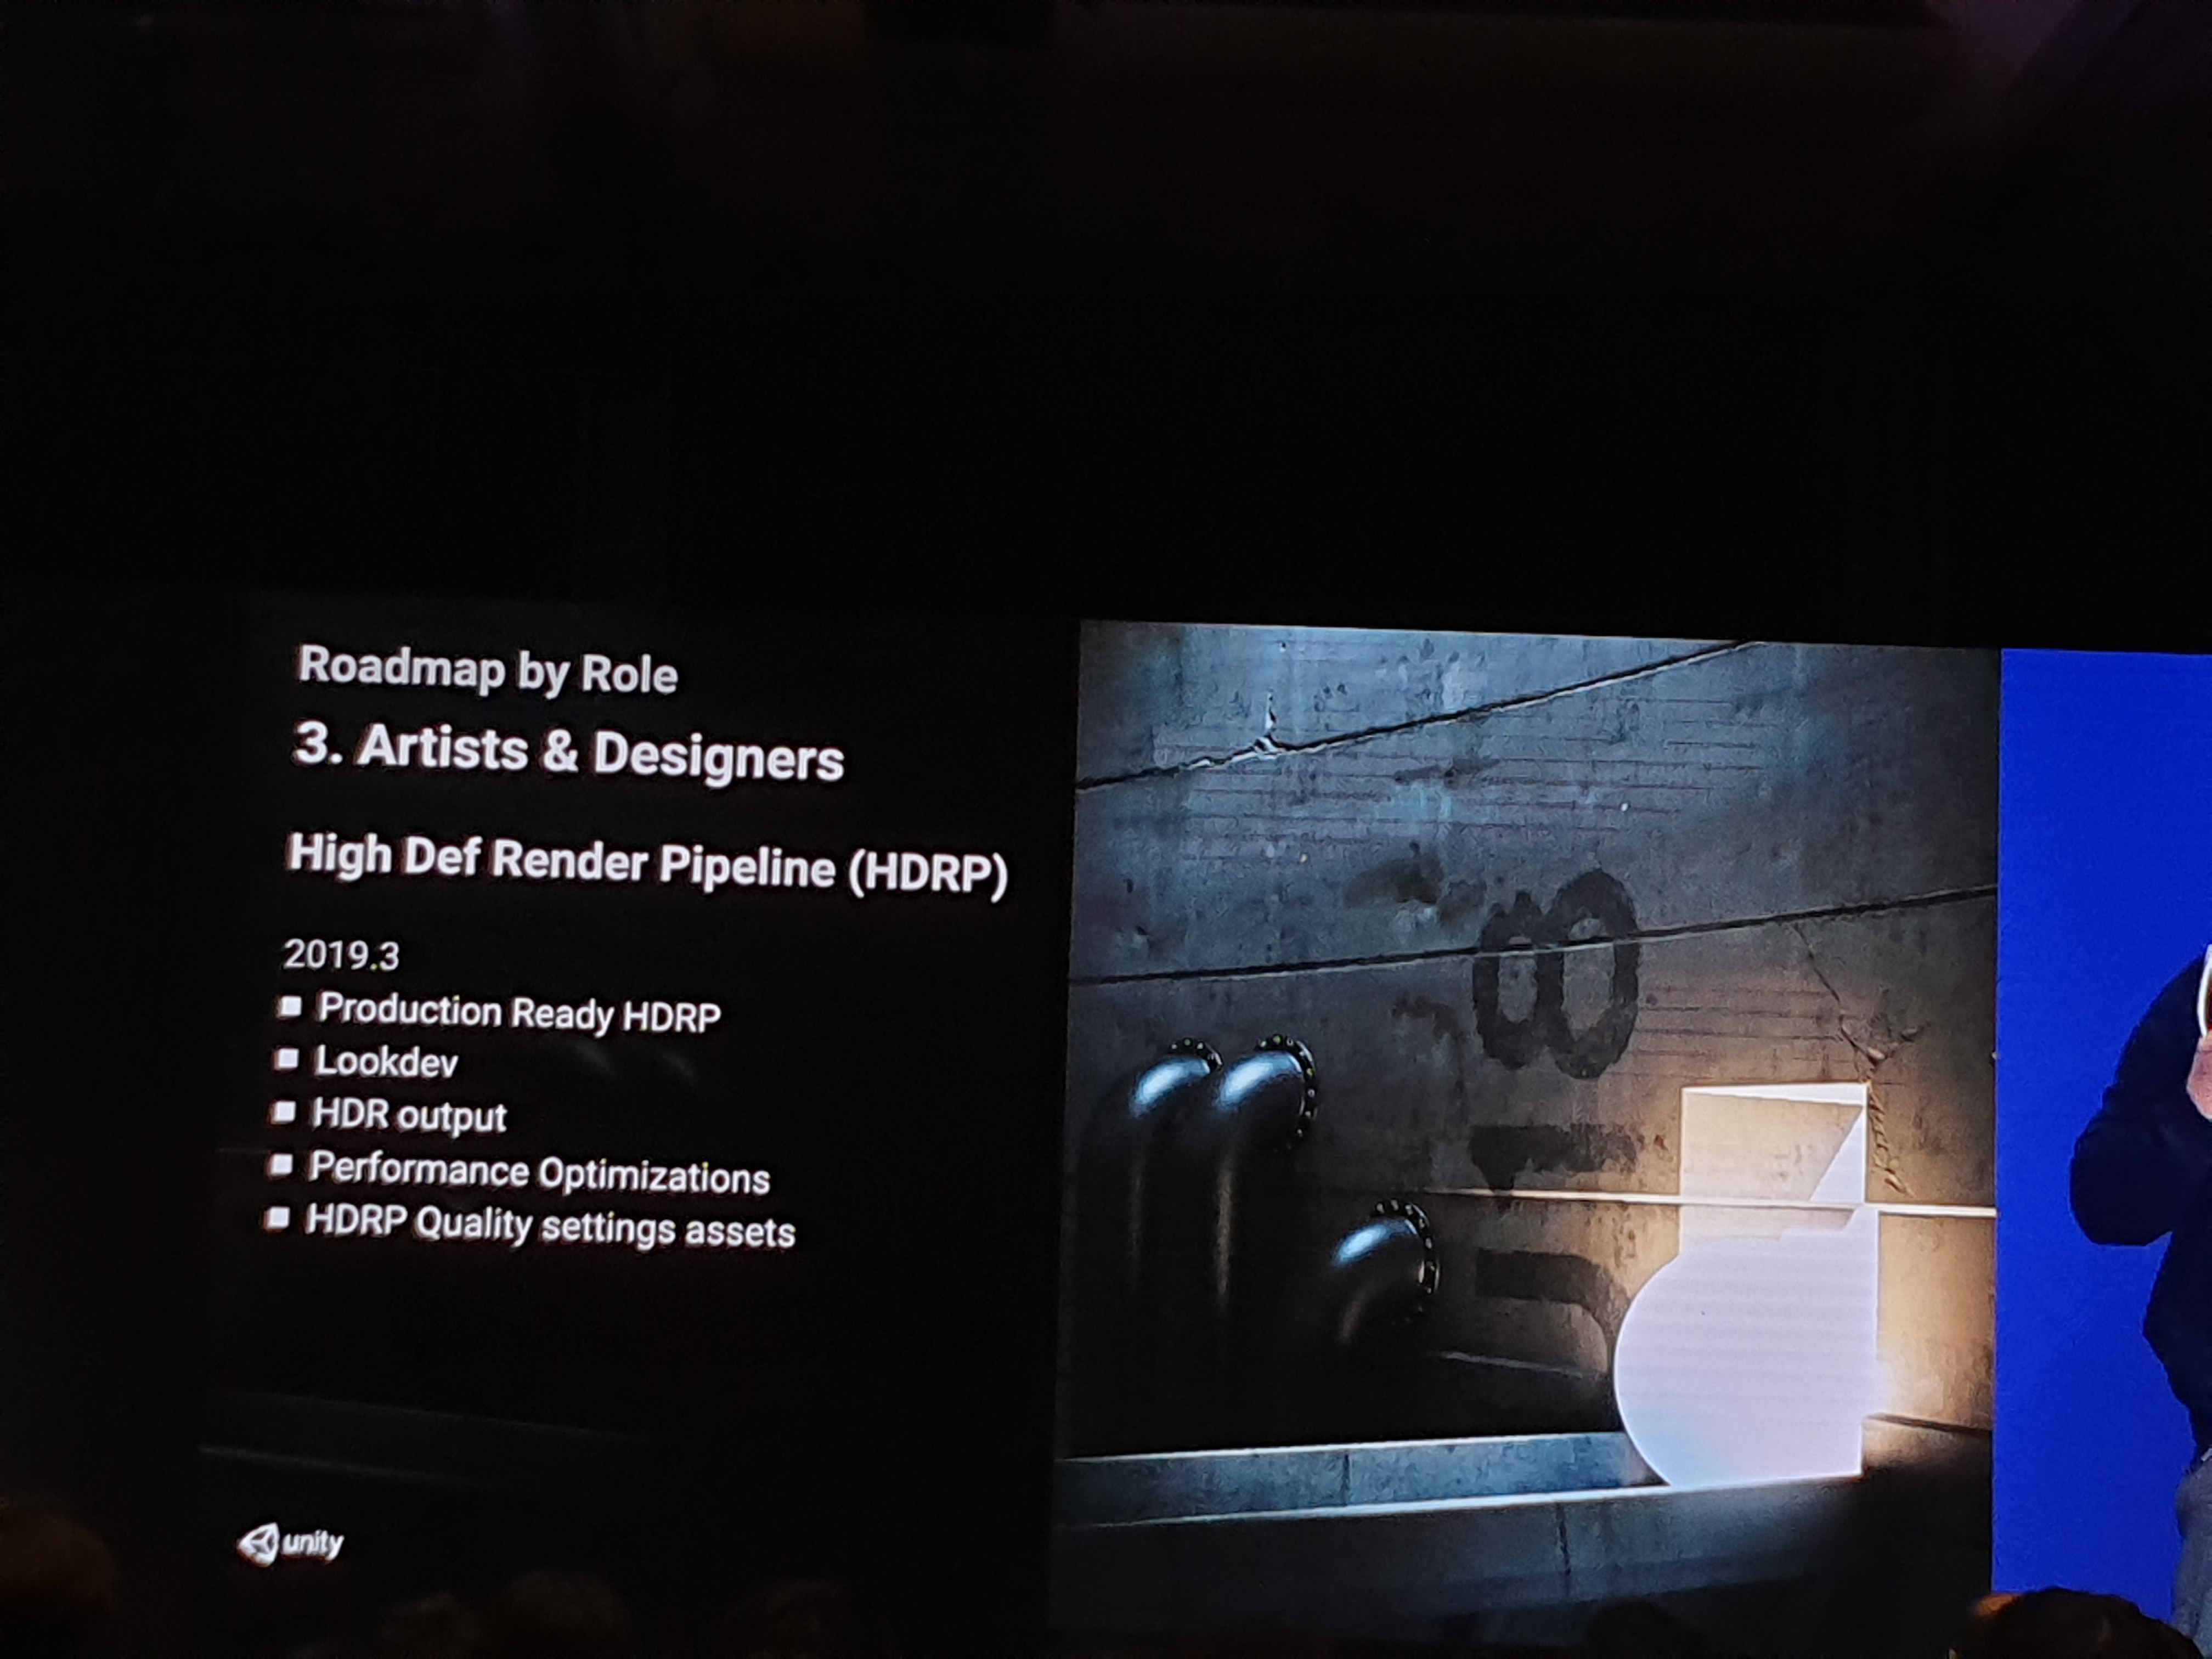 Roadmap by Role
3. Artists & Designers
High Def Render Pipeline (HDRP)
2019.3
■ Production Ready HDRP
■ Lookdev
■ HDR output
■ Performance Optimizations
■ HDRP Quality settings assets
unity